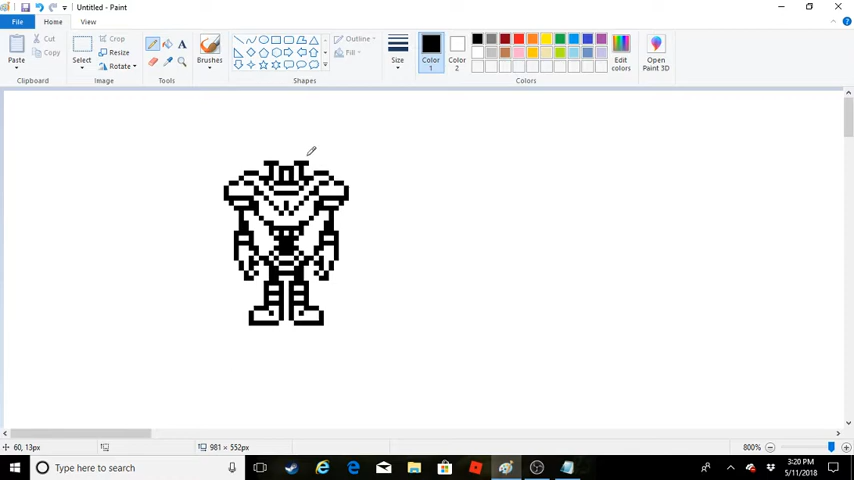 Untitled - Paint
File Home View
Paste
Cut
Copy
Clipboard
Select
Crop
Resize
Rotate
Image
A
Tools
Brushes
Outline
Fill
Shapes
Size
Color 1
Color 2
Edit colors
Colors
Open Paint 3D
60, 13px
981 × 552px
800%
Type here to search
3:20 PM
5/11/2018